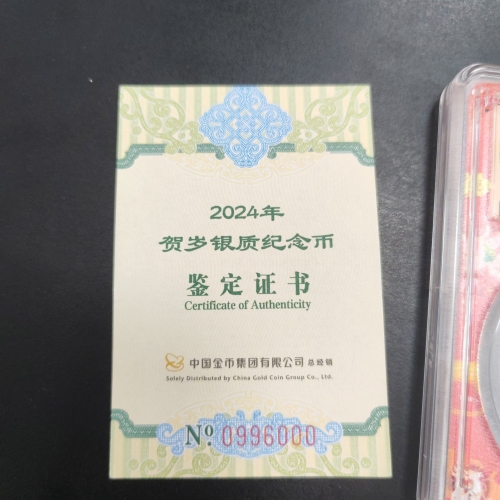 2024年
贺岁银质纪念币
鉴定证书
Certificate of Authenticity
中国金币集团有限公司 总经销
Solely Distributed by China Gold Coin Group Co., Ltd.
Nº 0996000